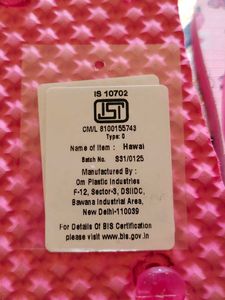 IS 10702
ISI
CM/L 8100155743
Type: 0
Name of Item : Hawai
Batch No. S31/0125
Manufactured By :
Om Plastic Industries
F-12, Sector-3, DSIIDC,
Bawana Industrial Area,
New Delhi-110039
For Details Of BIS Certification
please visit www.bis.gov.in